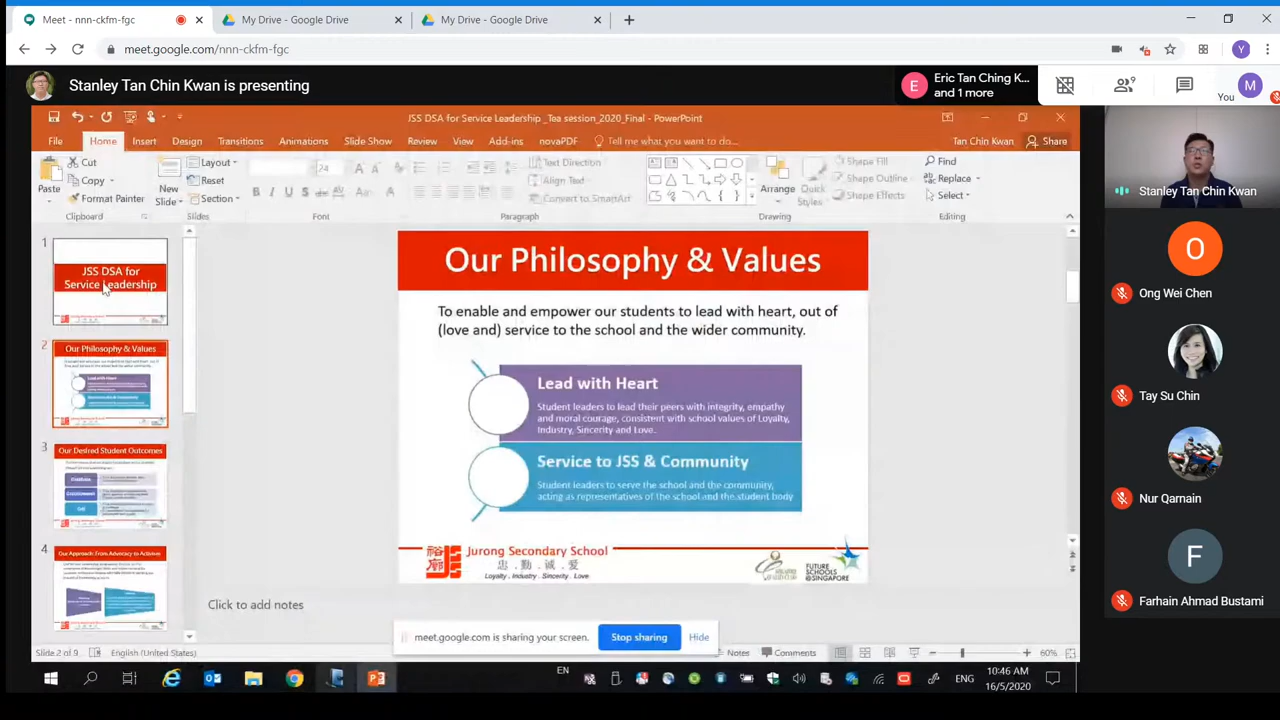 Meet - nnn-ckfm-fgc
My Drive - Google Drive
My Drive - Google Drive
meet.google.com/nnn-ckfm-fgc
Stanley Tan Chin Kwan is presenting
Eric Tan Ching K...
and 1 more
9
You
JSS DSA for Service Leadership _Tea session_2020_Final - PowerPoint
File Home Insert Design Transitions Animations Slide Show Review View Add-ins novaPDF Tell me what you want to do... Tan Chin Kwan Share
Paste
Cut
Copy
Format Painter
Clipboard
New
Slide
Layout
Reset
Section
Slides
24
Font
Text Direction
Align Text
Convert to SmartArt
Paragraph
Arrange
Quick
Styles
Shape Fill
Shape Outline
Shape Effects
Drawing
Find
Replace
Select
Editing
1
JSS DSA for
Service Leadership
2
Our Philosophy & Values
Lead with Heart
3
Our Desired Student Outcomes
4
Our Approach: From Advocacy to Activism
Our Philosophy & Values
To enable and empower our students to lead with heart, out of
(love and) service to the school and the wider community.
Lead with Heart
Student leaders to lead their peers with integrity, empathy
and moral courage, consistent with school values of Loyalty,
Industry, Sincerity and Love.
Service to JSS & Community
Student leaders to serve the school and the community,
acting as representatives of the school and the student body
Jurong Secondary School
忠 . 勤 . 诚 . 爱
Loyalty . Industry . Sincerity . Love
FUTURE
SCHOOLS
@SINGAPORE
Click to add notes
meet.google.com is sharing your screen.
Stop sharing
Hide
Slide 2 of 9
English (United States)
Notes
Comments
60%
EN
ENG
10:46 AM
16/5/2020
Stanley Tan Chin Kwan
O
Ong Wei Chen
Tay Su Chin
Nur Qamain
F
Farhain Ahmad Bustami